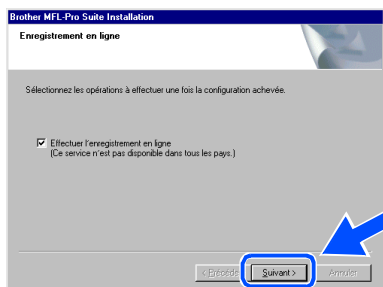 Brother MFL-Pro Suite Installation
Enregistrement en ligne
Sélectionnez les opérations à effectuer une fois la configuration achevée.
Effectuer l'enregistrement en ligne
(Ce service n'est pas disponible dans tous les pays.)
< Précéde
Suivant >
Annuler